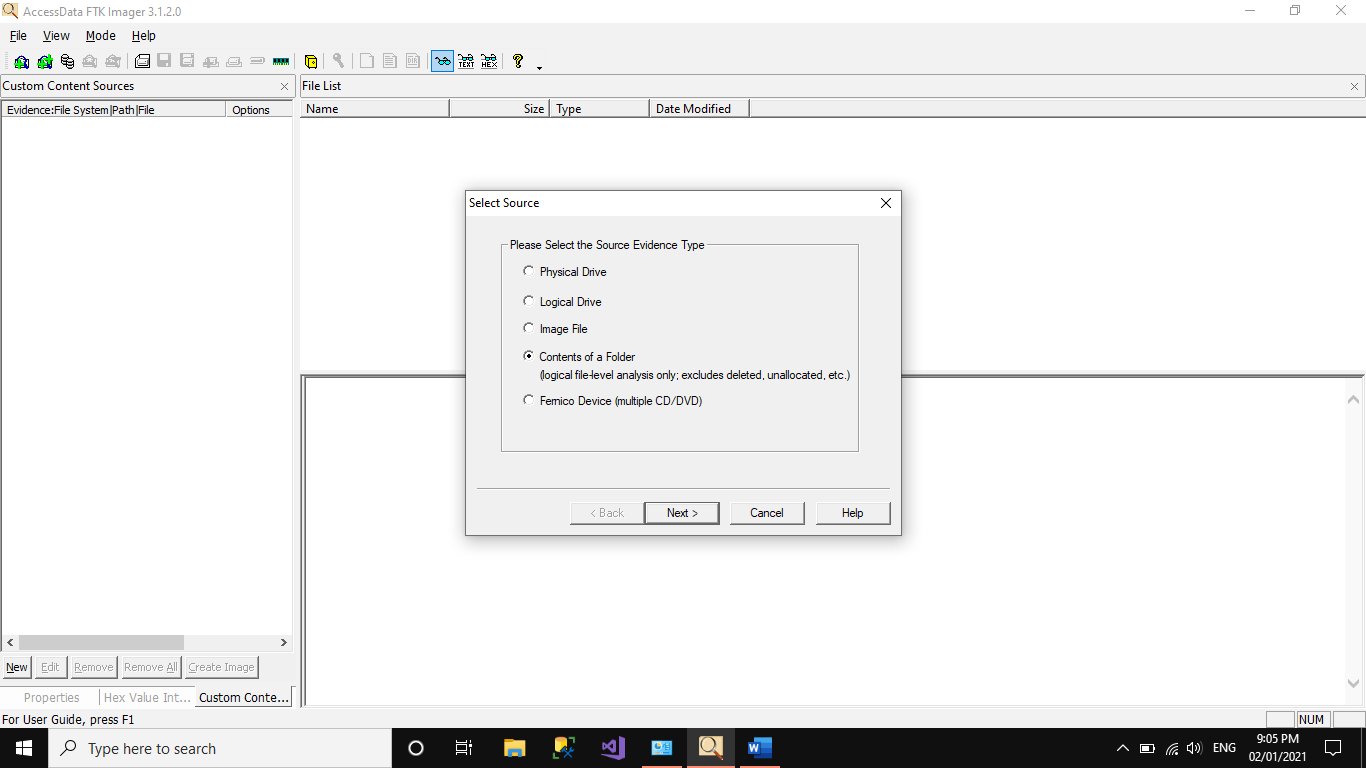 AccessData FTK Imager 3.1.2.0
File View Mode Help
TEXT HEX ?
Custom Content Sources
File List
Evidence:File System|Path|File Options
Name Size Type Date Modified
Select Source
Please Select the Source Evidence Type
Physical Drive
Logical Drive
Image File
Contents of a Folder
(logical file-level analysis only; excludes deleted, unallocated, etc.)
Fernico Device (multiple CD/DVD)
< Back Next > Cancel Help
New Edit Remove Remove All Create Image
Properties Hex Value Int... Custom Conte...
For User Guide, press F1
NUM
Type here to search
ENG
9:05 PM
02/01/2021